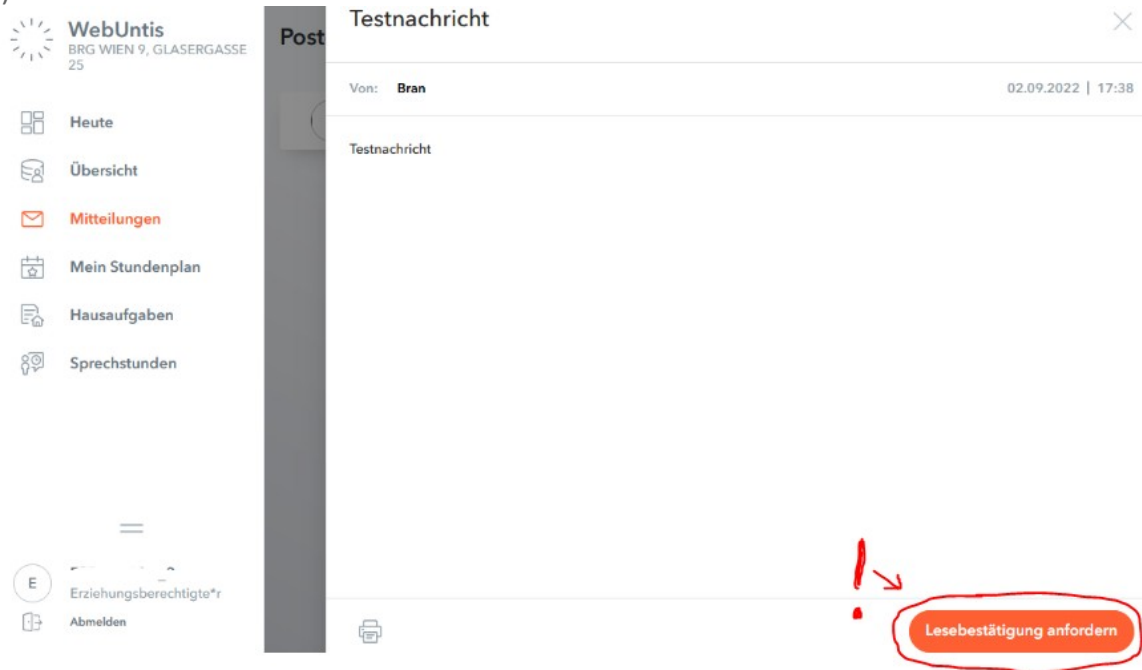 )
WebUntis
BRG WIEN 9, GLASERGASSE
25
Heute
Übersicht
Mitteilungen
Mein Stundenplan
Hausaufgaben
Sprechstunden
E
Erziehungsberechtigte*r
Abmelden
Post
Testnachricht
Von: Bran 02.09.2022 | 17:38
Testnachricht
!
Lesebestätigung anfordern